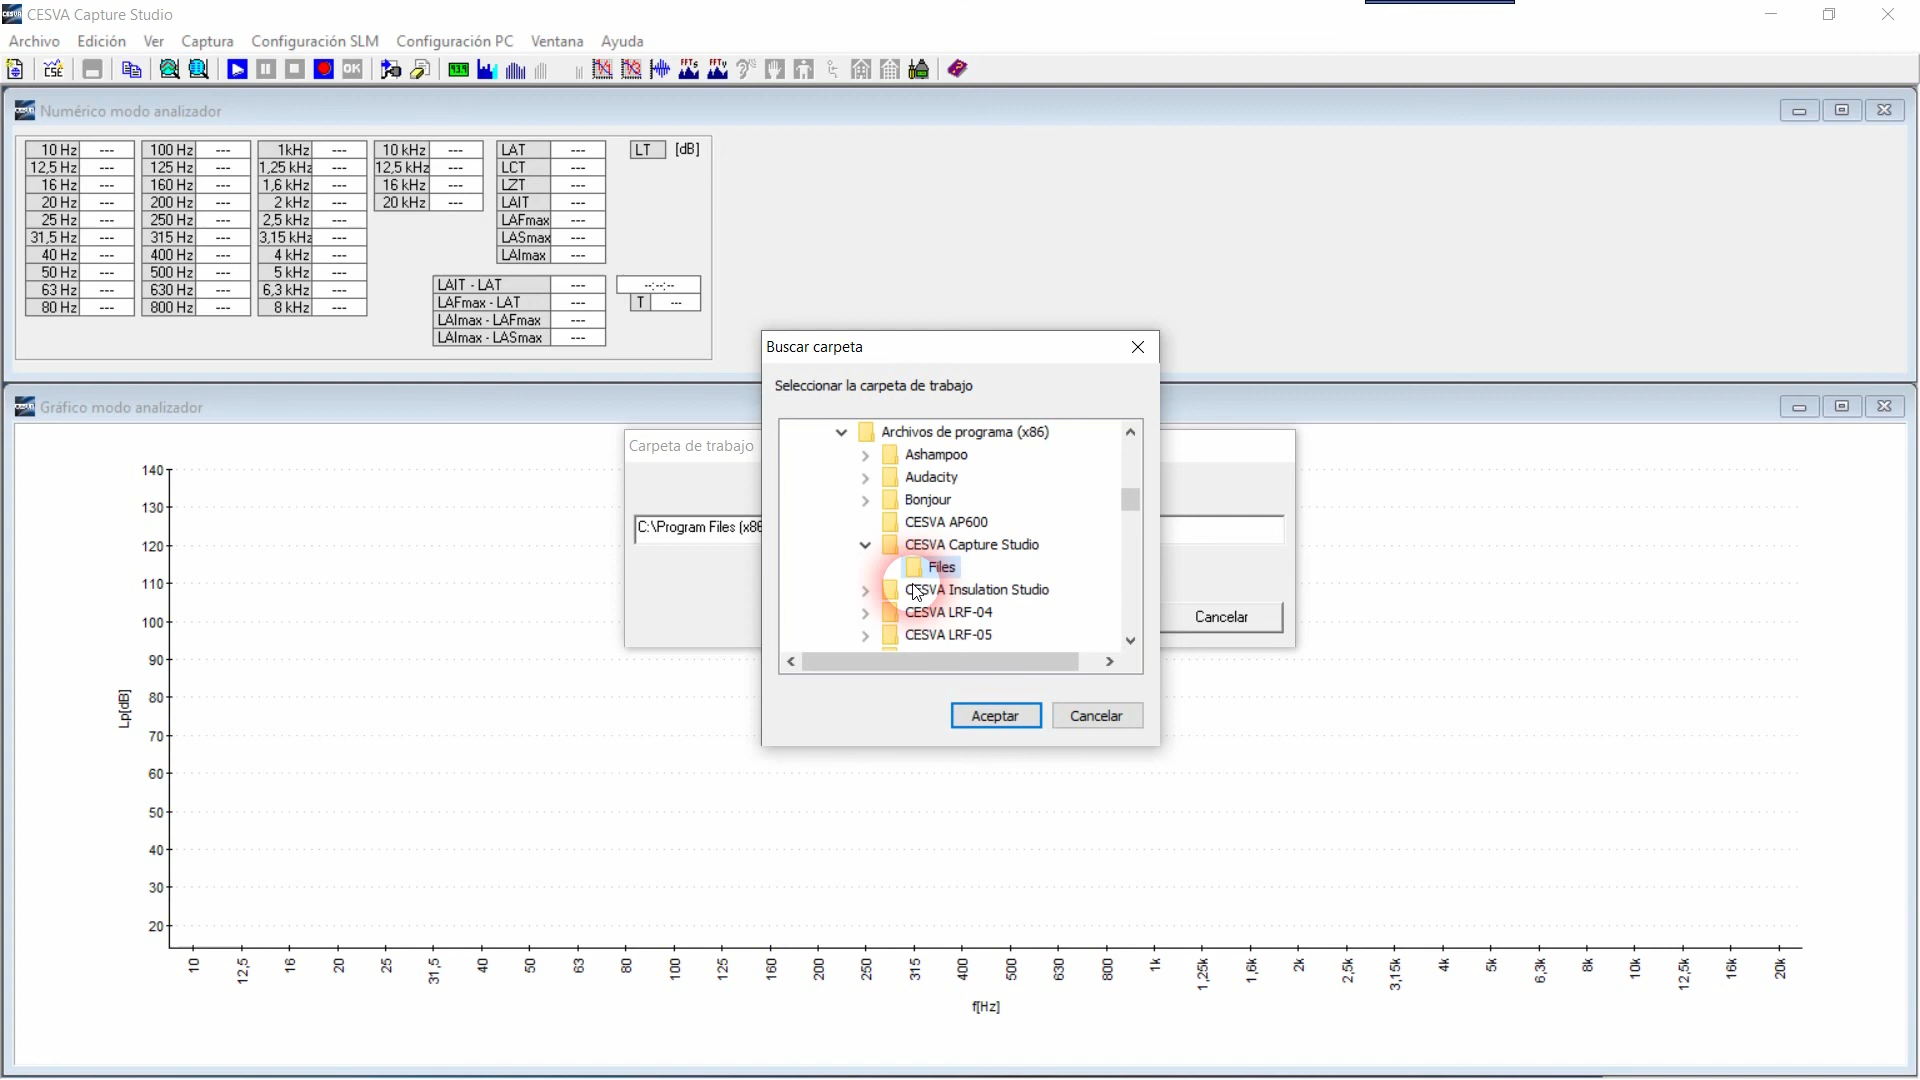 CESVA Capture Studio
Archivo Edición Ver Captura Configuración SLM Configuración PC Ventana Ayuda
CSE OK 93.9 FFTs FFTv
Numérico modo analizador
10 Hz --- 100 Hz --- 1kHz --- 10 kHz --- LAT --- LT [dB]
12,5 Hz --- 125 Hz --- 1,25 kHz --- 12,5 kHz --- LCT ---
16 Hz --- 160 Hz --- 1,6 kHz --- 16 kHz --- LZT ---
20 Hz --- 200 Hz --- 2 kHz --- 20 kHz --- LAIT ---
25 Hz --- 250 Hz --- 2,5 kHz --- LAFmax ---
31,5 Hz --- 315 Hz --- 3,15 kHz --- LASmax ---
40 Hz --- 400 Hz --- 4 kHz --- LAImax ---
50 Hz --- 500 Hz --- 5 kHz ---
63 Hz --- 630 Hz --- 6,3 kHz --- LAIT - LAT --- --:--:--
80 Hz --- 800 Hz --- 8 kHz --- LAFmax - LAT --- T ---
LAImax - LAFmax ---
LAImax - LASmax ---
Gráfico modo analizador
Carpeta de trabajo
C:\Program Files (x86
Cancelar
Buscar carpeta
Seleccionar la carpeta de trabajo
Archivos de programa (x86)
Ashampoo
Audacity
Bonjour
CESVA AP600
CESVA Capture Studio
Files
CESVA Insulation Studio
CESVA LRF-04
CESVA LRF-05
Aceptar Cancelar
Lp[dB]
140
130
120
110
100
90
80
70
60
50
40
30
20
10 12,5 16 20 25 31,5 40 50 63 80 100 125 160 200 250 315 400 500 630 800 1k 1,25k 1,6k 2k 2,5k 3,15k 4k 5k 6,3k 8k 10k 12,5k 16k 20k
f[Hz]